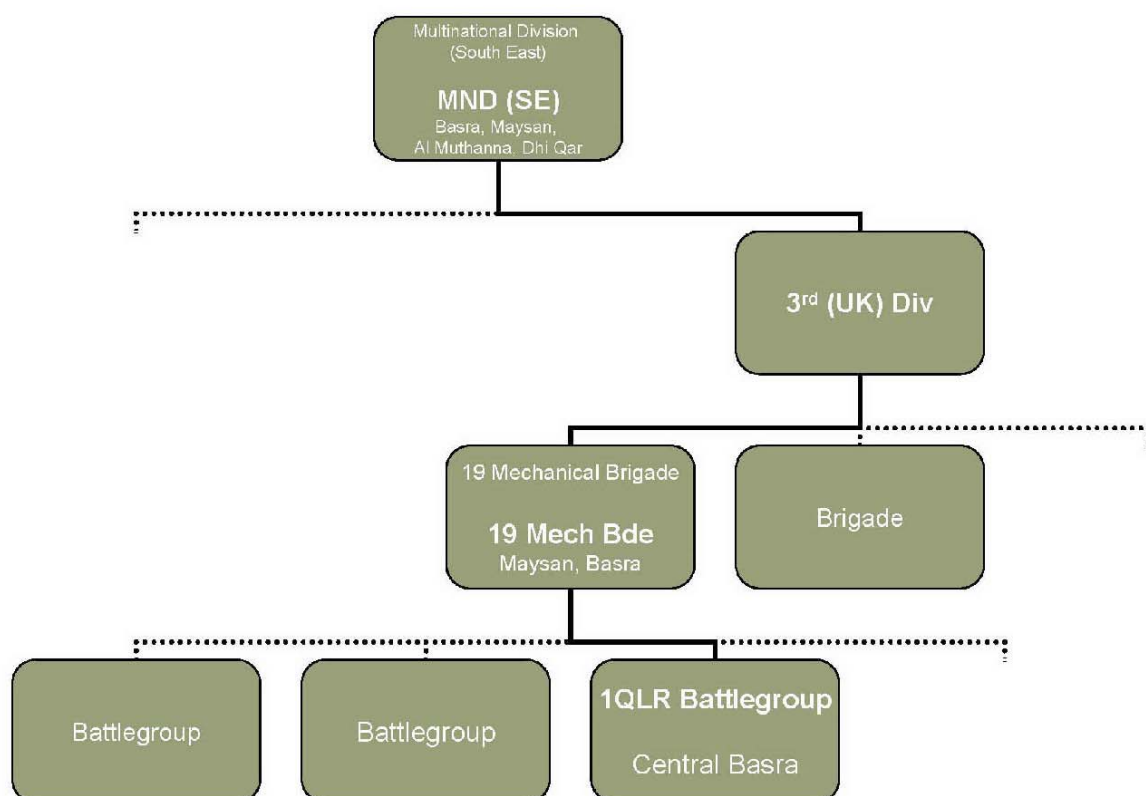 Multinational Division
(South East)
MND (SE)
Basra, Maysan,
Al Muthanna, Dhi Qar
3rd (UK) Div
19 Mechanical Brigade
19 Mech Bde
Maysan, Basra
Brigade
Battlegroup
Battlegroup
1QLR Battlegroup
Central Basra